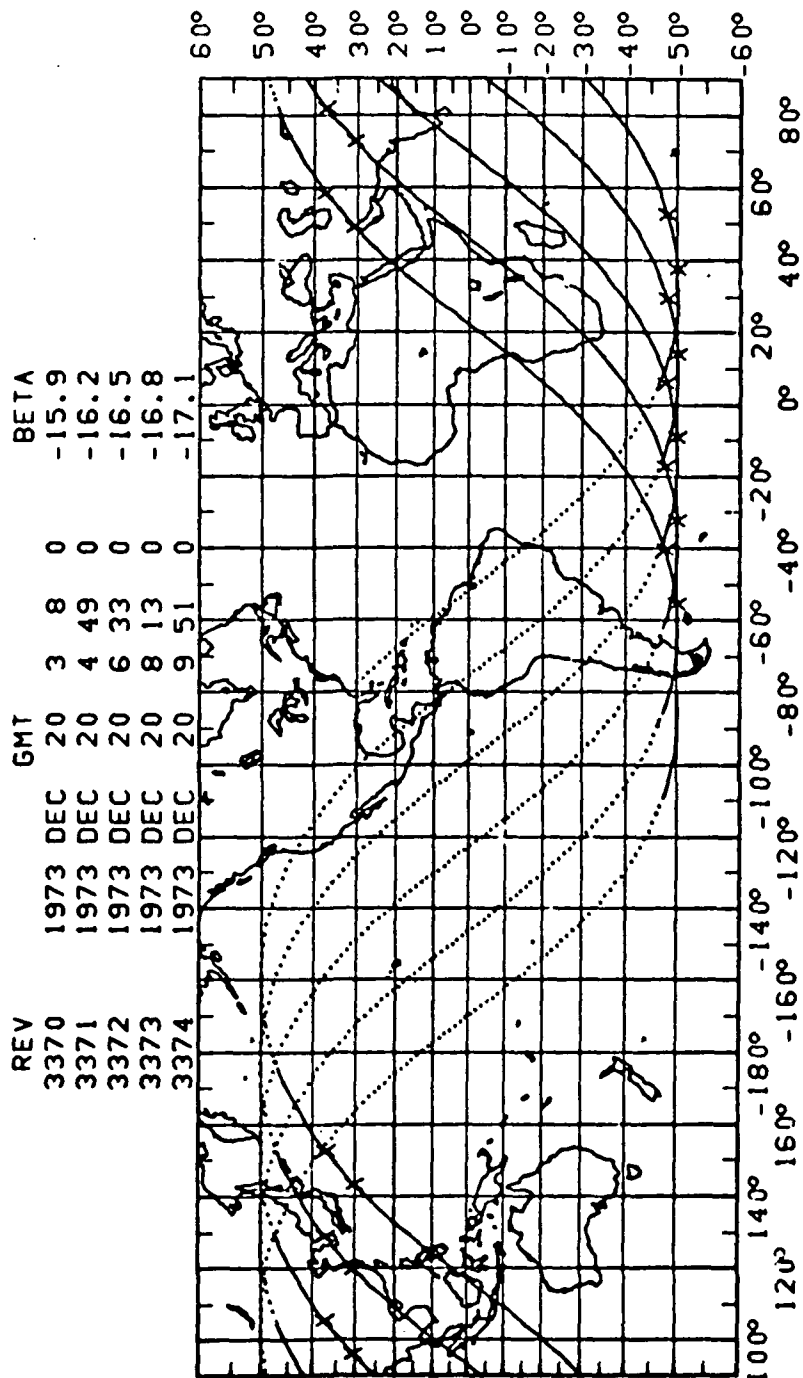 REV GMT BETA
3370 1973 DEC 20 3 8 0 -15.9
3371 1973 DEC 20 4 49 0 -16.2
3372 1973 DEC 20 6 33 0 -16.5
3373 1973 DEC 20 8 13 0 -16.8
3374 1973 DEC 20 9 51 0 -17.1
60°
50°
40°
30°
20°
10°
0°
-10°
-20°
-30°
-40°
-50°
-60°
100° 120° 140° 160° -180° -160° -140° -120° -100° -80° -60° -40° -20° 0° 20° 40° 60° 80°